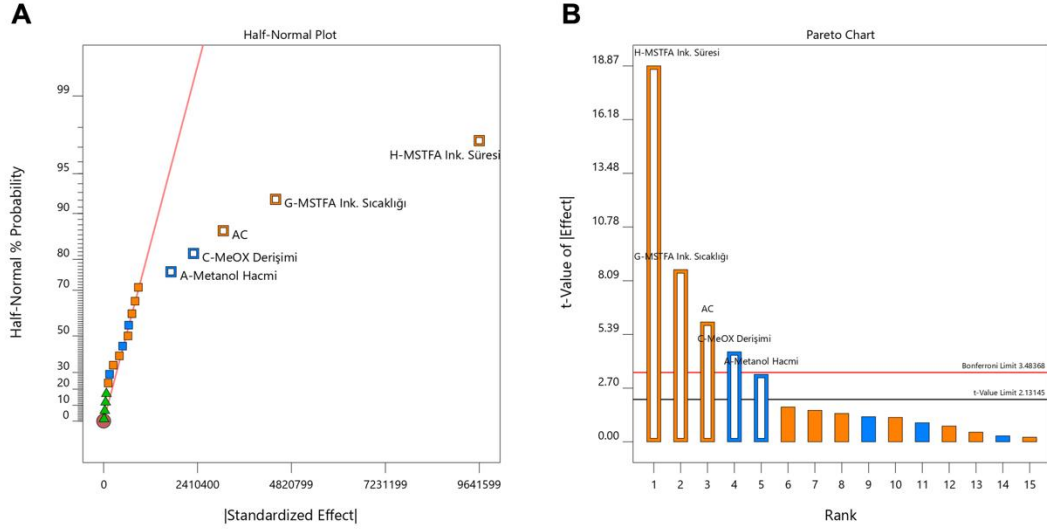 A
Half-Normal Plot
Half-Normal % Probability
99
95
90
80
70
50
30
20
10
0
H-MSTFA Ink. Süresi
G-MSTFA Ink. Sıcaklığı
AC
C-MeOX Derişimi
A-Metanol Hacmi
0
2410400
4820799
7231199
9641599
|Standardized Effect|
B
Pareto Chart
t-Value of |Effect|
18.87
16.18
13.48
10.78
8.09
5.39
2.70
0.00
H-MSTFA Ink. Süresi
G-MSTFA Ink. Sıcaklığı
AC
C-MeOX Derişimi
A-Metanol Hacmi
Bonferroni Limit 3.48368
t-Value Limit 2.13145
1 2 3 4 5 6 7 8 9 10 11 12 13 14 15
Rank